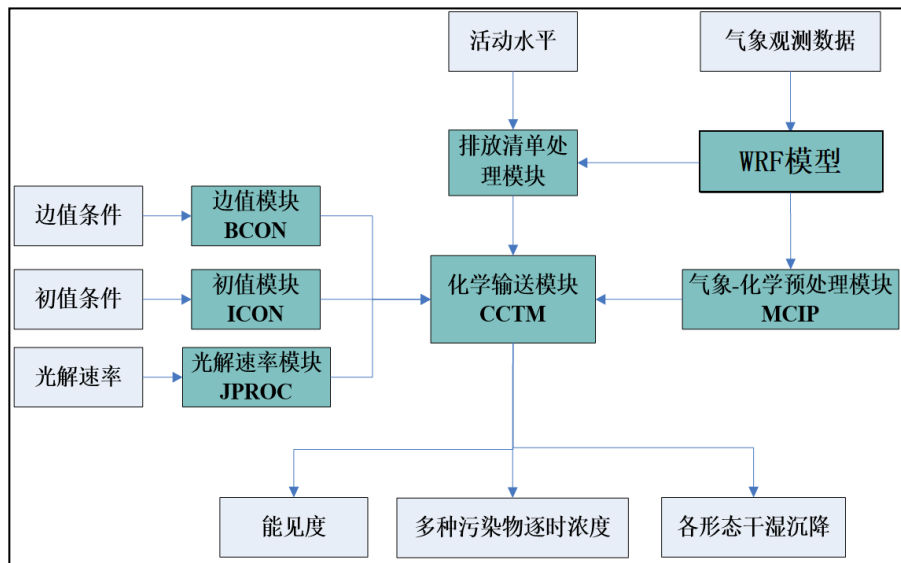 活动水平
气象观测数据
排放清单处
理模块
WRF模型
边值条件
边值模块
BCON
初值条件
初值模块
ICON
化学输送模块
CCTM
气象-化学预处理模块
MCIP
光解速率
光解速率模块
JPROC
能见度
多种污染物逐时浓度
各形态干湿沉降